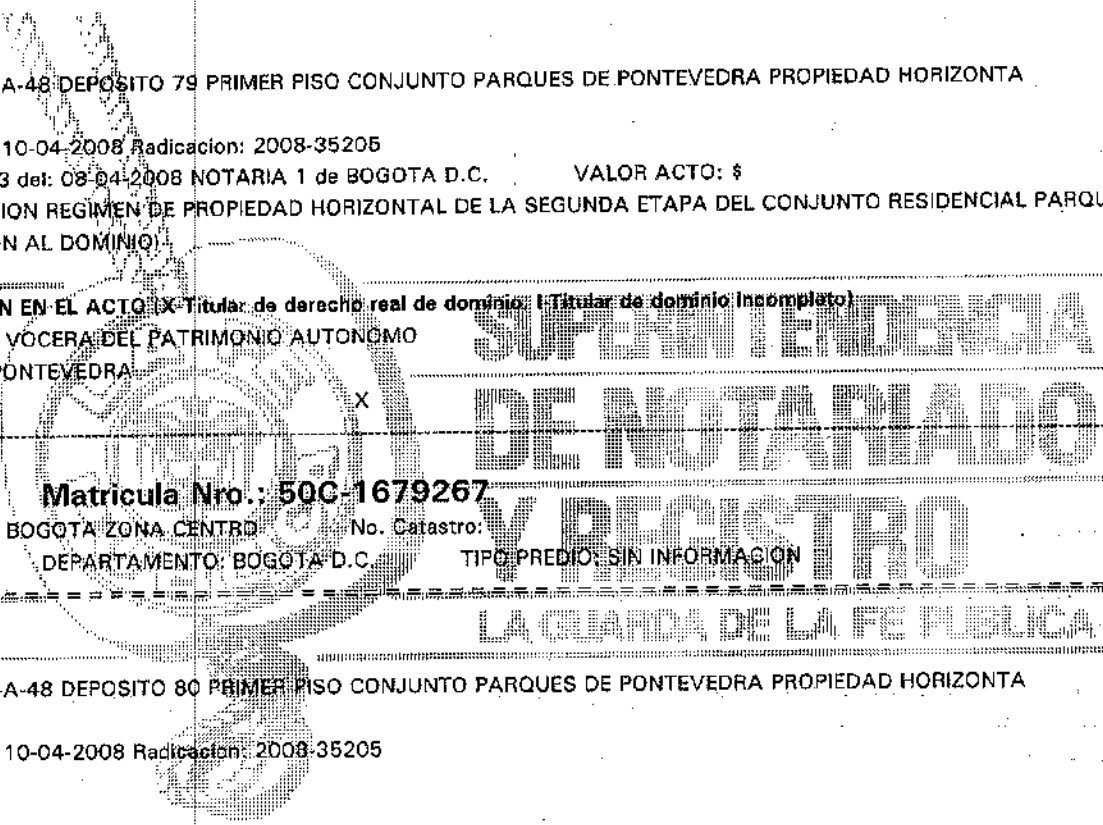 A-48 DEPOSITO 79 PRIMER PISO CONJUNTO PARQUES DE PONTEVEDRA PROPIEDAD HORIZONTA
10-04-2008 Radicacion: 2008-35205
3 del: 08-04-2008 NOTARIA 1 de BOGOTA D.C. VALOR ACTO: $
ION REGIMEN DE PROPIEDAD HORIZONTAL DE LA SEGUNDA ETAPA DEL CONJUNTO RESIDENCIAL PARQU
N AL DOMINIO)
N EN EL ACTO (X-Titular de derecho real de dominio, I-Titular de dominio incompleto)
VOCERA DEL PATRIMONIO AUTONOMO
PONTEVEDRA
X
SUPERINTENDENCIA
DE NOTARIADO
Y REGISTRO
LA GUARDA DE LA FE PUBLICA
Matricula Nro.: 50C-1679267
BOGOTA ZONA CENTRO No. Catastro:
DEPARTAMENTO: BOGOTA D.C. TIPO PREDIO: SIN INFORMACION
-A-48 DEPOSITO 80 PRIMER PISO CONJUNTO PARQUES DE PONTEVEDRA PROPIEDAD HORIZONTA
10-04-2008 Radicacion: 2008-35205